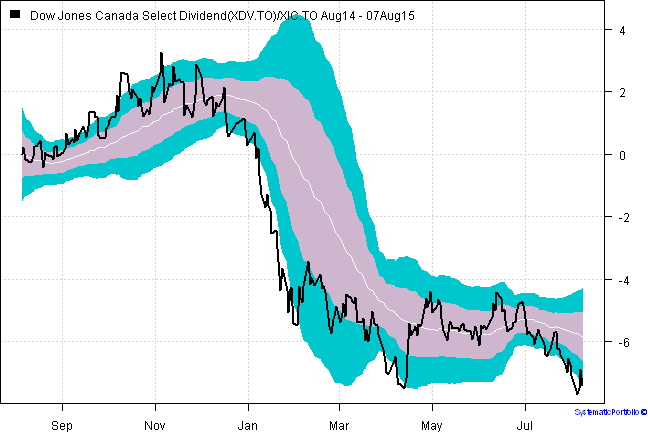 Dow Jones Canada Select Dividend(XDV.TO)/XIC.TO Aug14 - 07Aug15
4
2
0
-2
-4
-6
Sep Nov Jan Mar May Jul
SystematicPortfolio ©